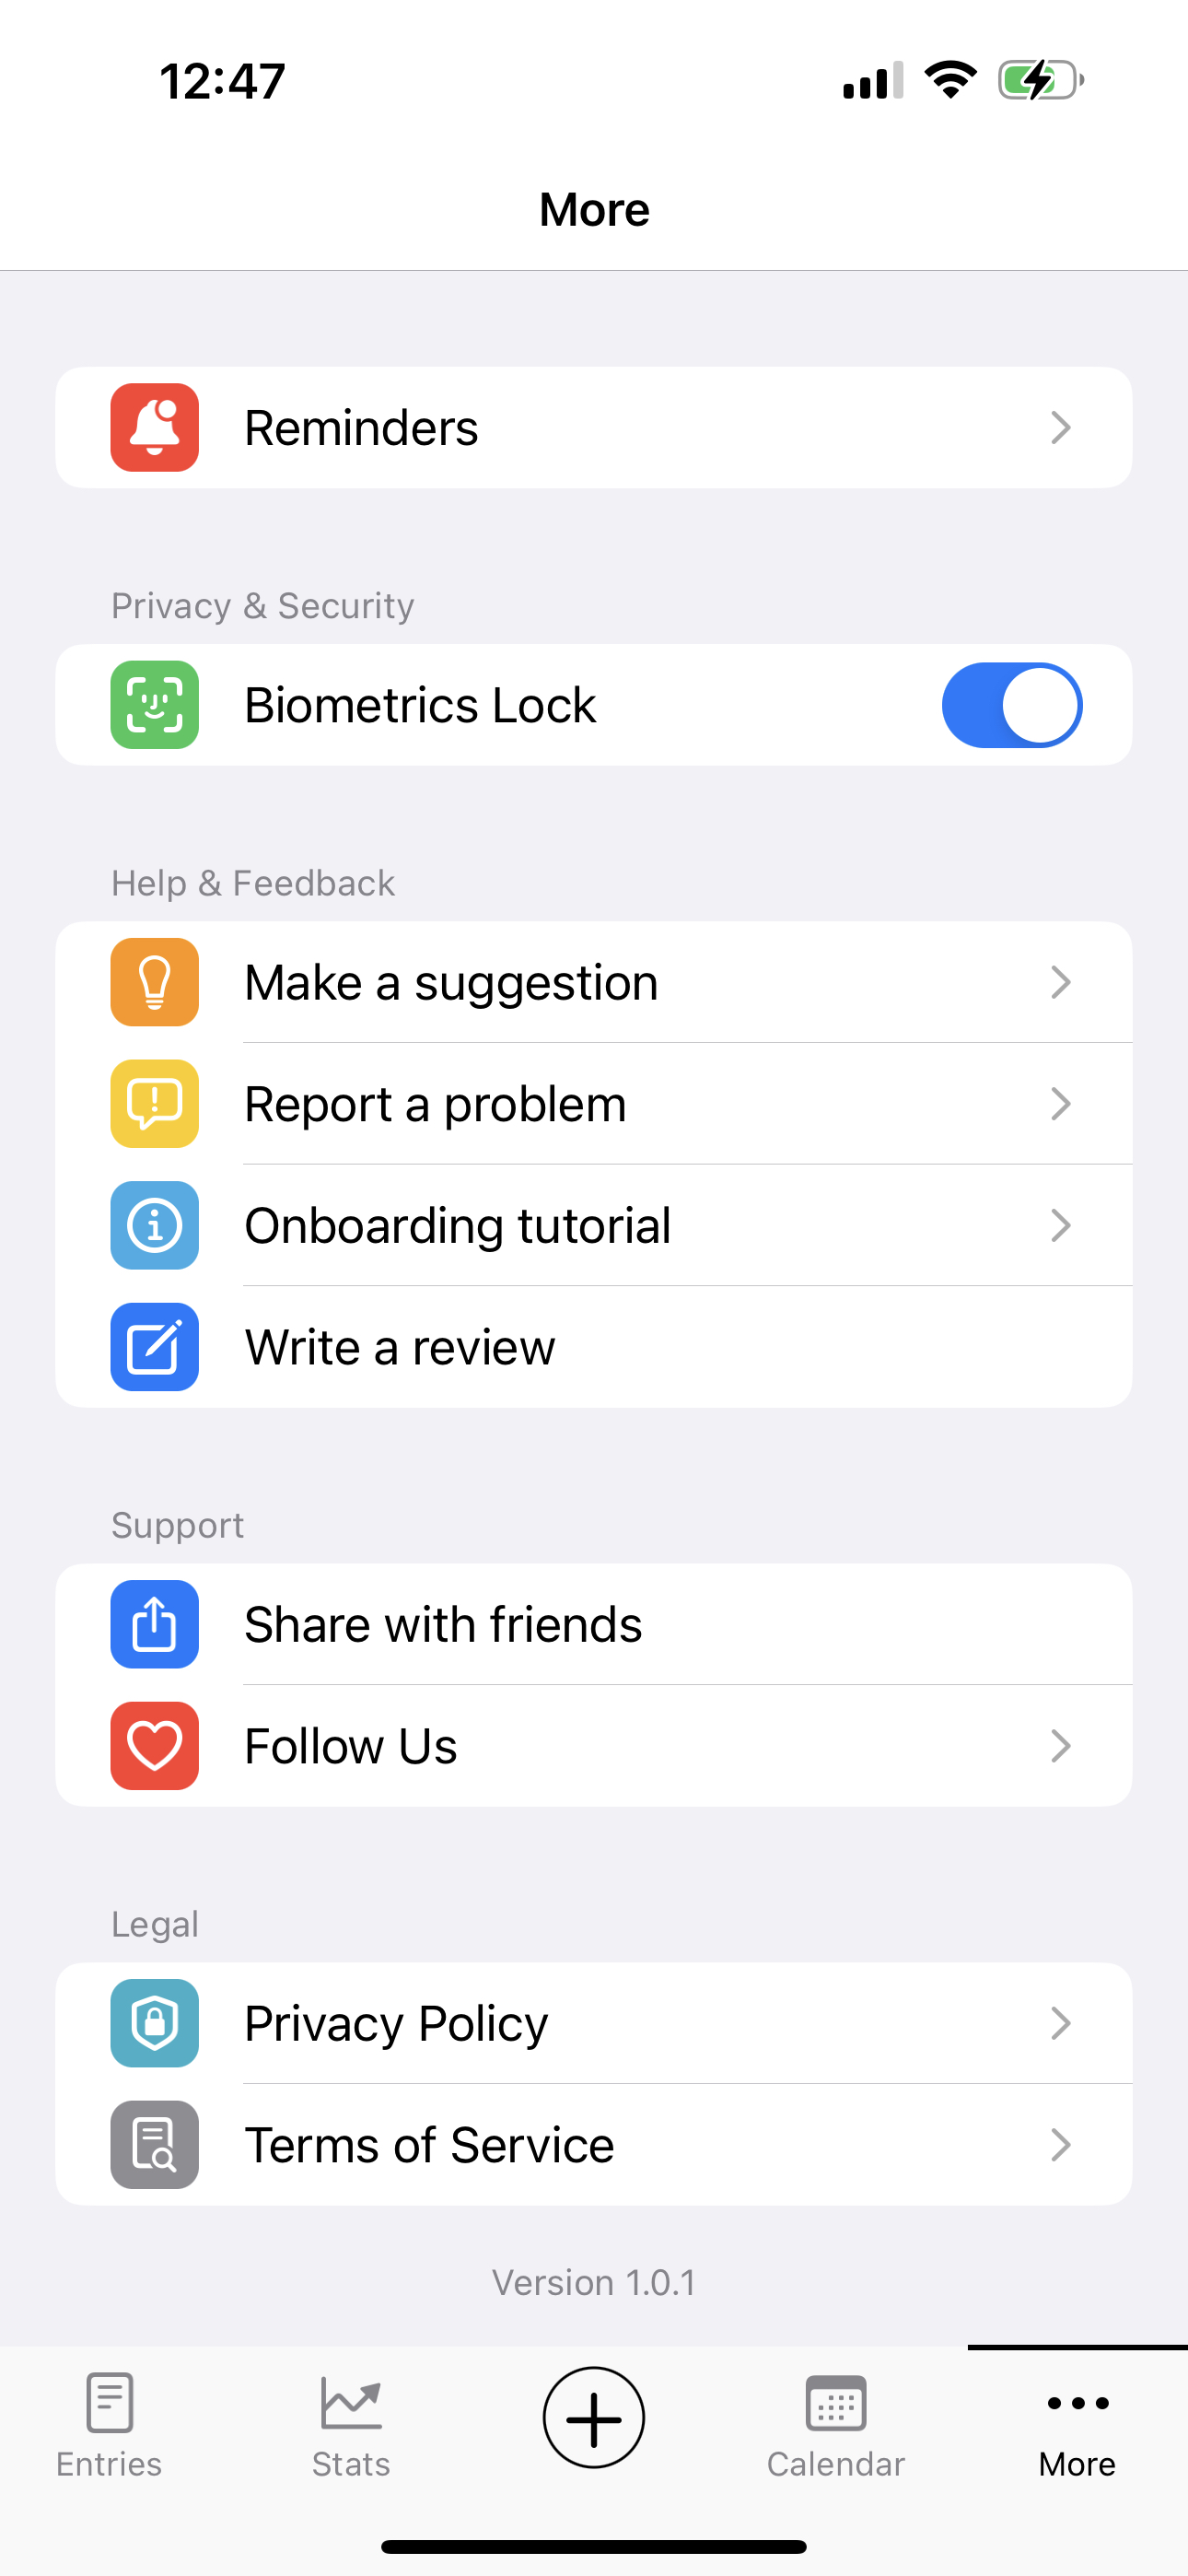 12:47
More
Reminders
Privacy & Security
Biometrics Lock
Help & Feedback
Make a suggestion
Report a problem
Onboarding tutorial
Write a review
Support
Share with friends
Follow Us
Legal
Privacy Policy
Terms of Service
Version 1.0.1
Entries
Stats
Calendar
More